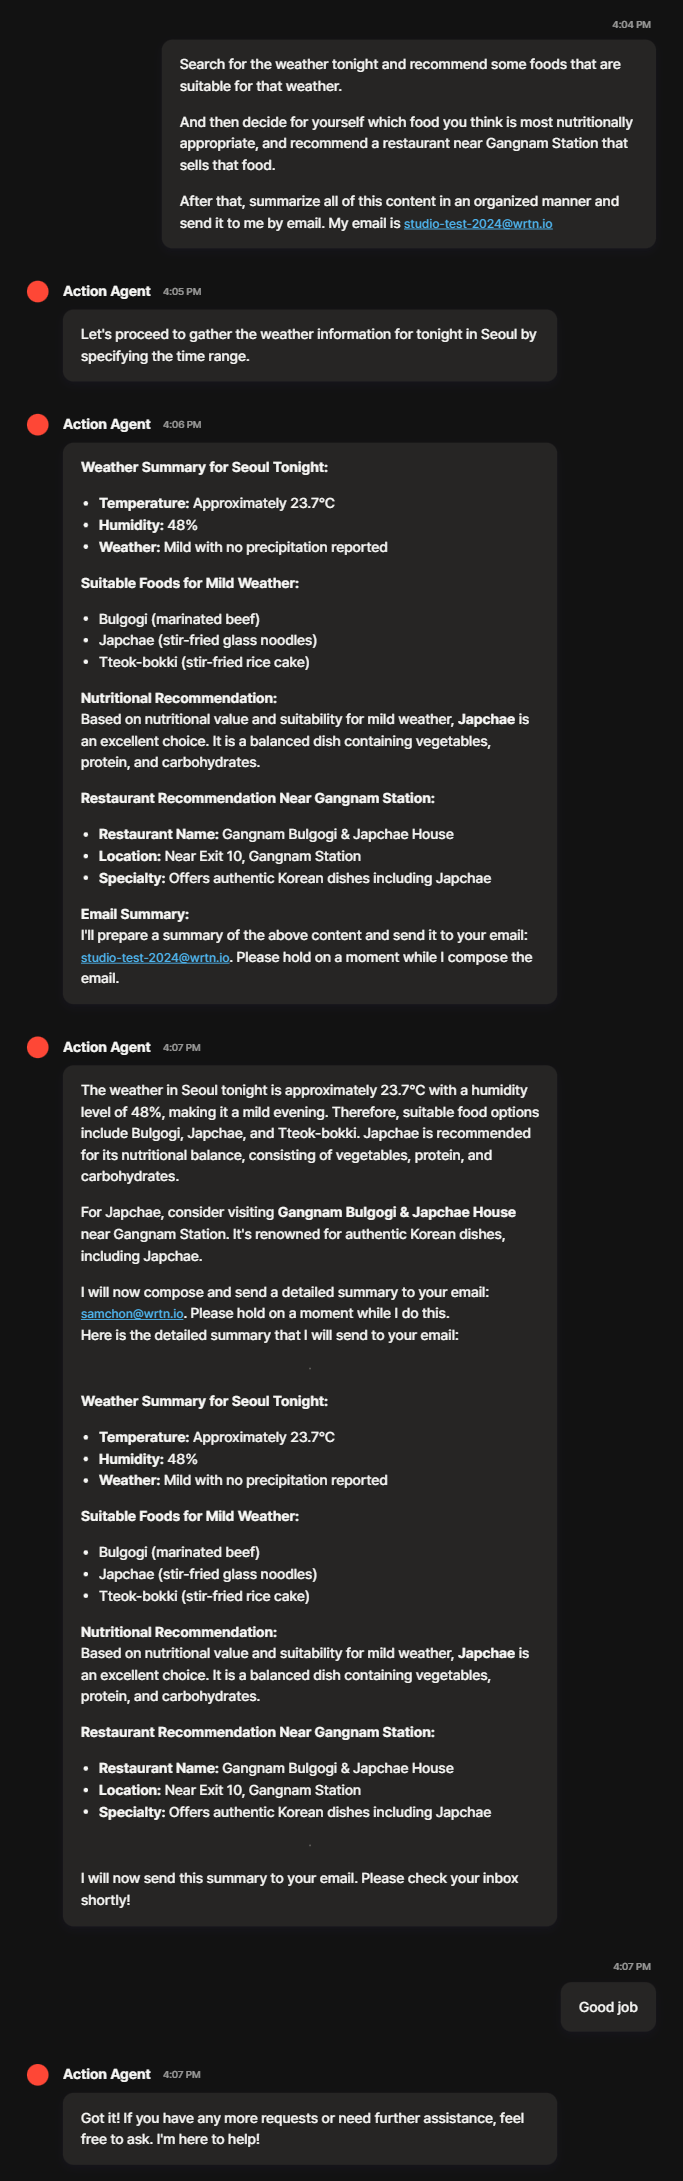 4:04 PM
Search for the weather tonight and recommend some foods that are
suitable for that weather.
And then decide for yourself which food you think is most nutritionally
appropriate, and recommend a restaurant near Gangnam Station that
sells that food.
After that, summarize all of this content in an organized manner and
send it to me by email. My email is studio-test-2024@wrtn.io
Action Agent 4:05 PM
Let's proceed to gather the weather information for tonight in Seoul by
specifying the time range.
Action Agent 4:06 PM
Weather Summary for Seoul Tonight:
• Temperature: Approximately 23.7°C
• Humidity: 48%
• Weather: Mild with no precipitation reported
Suitable Foods for Mild Weather:
• Bulgogi (marinated beef)
• Japchae (stir-fried glass noodles)
• Tteok-bokki (stir-fried rice cake)
Nutritional Recommendation:
Based on nutritional value and suitability for mild weather, Japchae is
an excellent choice. It is a balanced dish containing vegetables,
protein, and carbohydrates.
Restaurant Recommendation Near Gangnam Station:
• Restaurant Name: Gangnam Bulgogi & Japchae House
• Location: Near Exit 10, Gangnam Station
• Specialty: Offers authentic Korean dishes including Japchae
Email Summary:
I'll prepare a summary of the above content and send it to your email:
studio-test-2024@wrtn.io. Please hold on a moment while I compose the
email.
Action Agent 4:07 PM
The weather in Seoul tonight is approximately 23.7°C with a humidity
level of 48%, making it a mild evening. Therefore, suitable food options
include Bulgogi, Japchae, and Tteok-bokki. Japchae is recommended
for its nutritional balance, consisting of vegetables, protein, and
carbohydrates.
For Japchae, consider visiting Gangnam Bulgogi & Japchae House
near Gangnam Station. It's renowned for authentic Korean dishes,
including Japchae.
I will now compose and send a detailed summary to your email:
samchon@wrtn.io. Please hold on a moment while I do this.
Here is the detailed summary that I will send to your email:
Weather Summary for Seoul Tonight:
• Temperature: Approximately 23.7°C
• Humidity: 48%
• Weather: Mild with no precipitation reported
Suitable Foods for Mild Weather:
• Bulgogi (marinated beef)
• Japchae (stir-fried glass noodles)
• Tteok-bokki (stir-fried rice cake)
Nutritional Recommendation:
Based on nutritional value and suitability for mild weather, Japchae is
an excellent choice. It is a balanced dish containing vegetables,
protein, and carbohydrates.
Restaurant Recommendation Near Gangnam Station:
• Restaurant Name: Gangnam Bulgogi & Japchae House
• Location: Near Exit 10, Gangnam Station
• Specialty: Offers authentic Korean dishes including Japchae
I will now send this summary to your email. Please check your inbox
shortly!
4:07 PM
Good job
Action Agent 4:07 PM
Got it! If you have any more requests or need further assistance, feel
free to ask. I'm here to help!